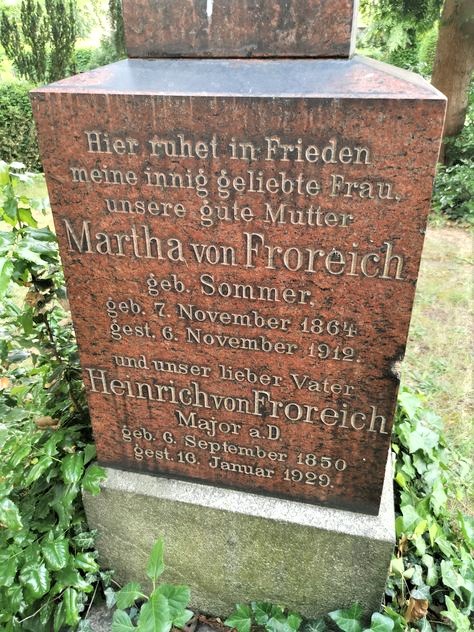 Hier ruhet in Frieden
meine innig geliebte Frau,
unsere gute Mutter
Martha von Froreich
geb. Sommer.
geb. 7. November 1864.
gest. 6. November 1912.
und unser lieber Vater
Heinrich von Froreich
Major a.D.
geb. 6. September 1850
gest. 16. Januar 1929.